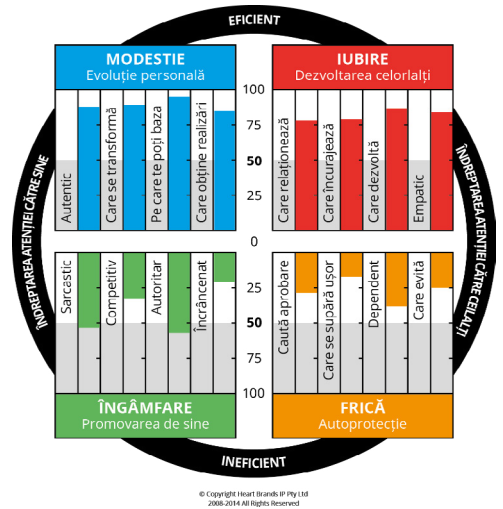 EFICIENT
MODESTIE
Evoluție personală
IUBIRE
Dezvoltarea celorlalți
ÎNDREPTAREA ATENȚIEI CĂTRE SINE
ÎNDREPTAREA ATENȚIEI CĂTRE CEILALȚI
Autentic
Care se transformă
Pe care te poți baza
Care obține realizări
100
75
50
25
0
Care relaționează
Care încurajează
Care dezvoltă
Empatic
Sarcastic
Competitiv
Autoritar
Încrâncenat
25
50
75
100
Caută aprobare
Care se supără ușor
Dependent
Care evită
ÎNGÂMFARE
Promovarea de sine
FRICĂ
Autoprotecție
INEFICIENT
© Copyright Heart Brands IP Pty Ltd
2008-2014 All Rights Reserved